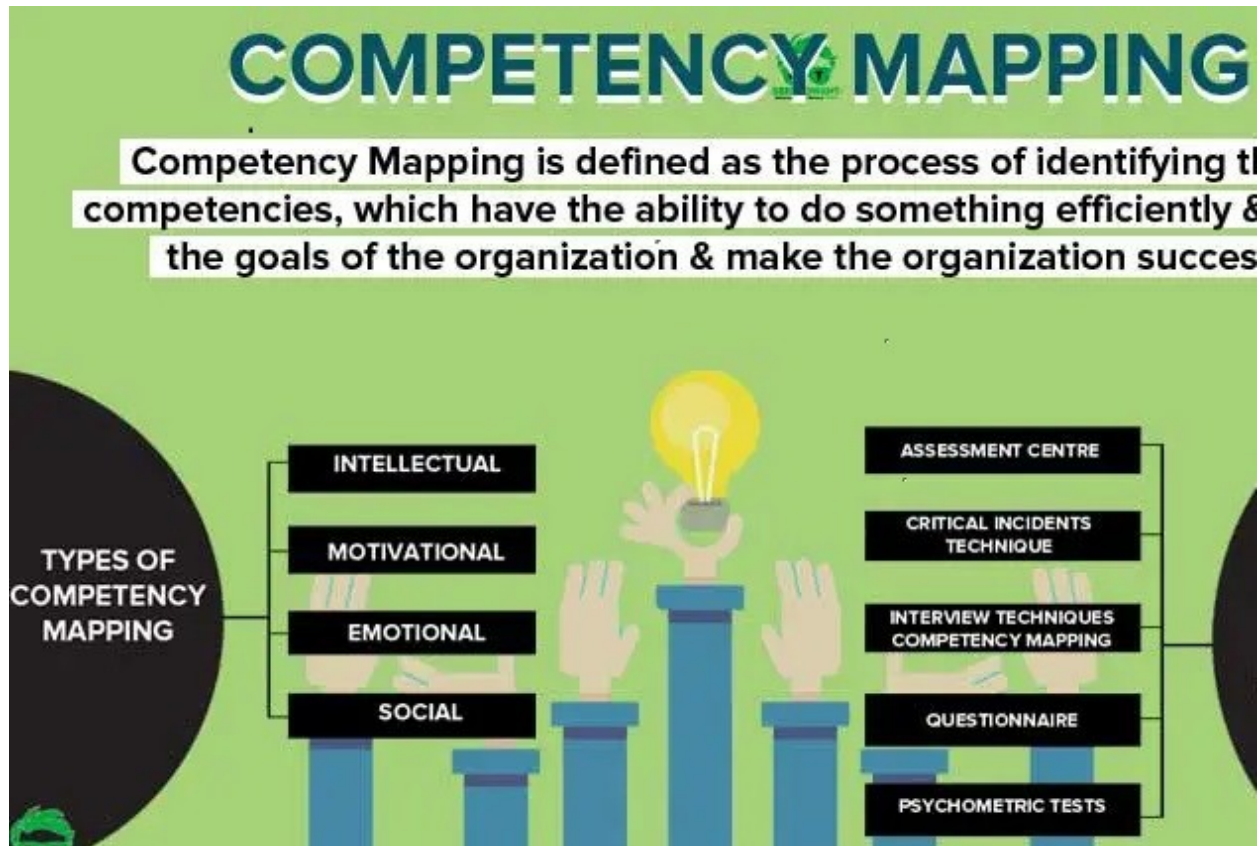 COMPETENCY MAPPING
Competency Mapping is defined as the process of identifying
competencies, which have the ability to do something efficiently &
the goals of the organization & make the organization succes
TYPES OF
COMPETENCY
MAPPING
INTELLECTUAL
MOTIVATIONAL
EMOTIONAL
SOCIAL
ASSESSMENT CENTRE
CRITICAL INCIDENTS
TECHNIQUE
INTERVIEW TECHNIQUES
COMPETENCY MAPPING
QUESTIONNAIRE
PSYCHOMETRIC TESTS